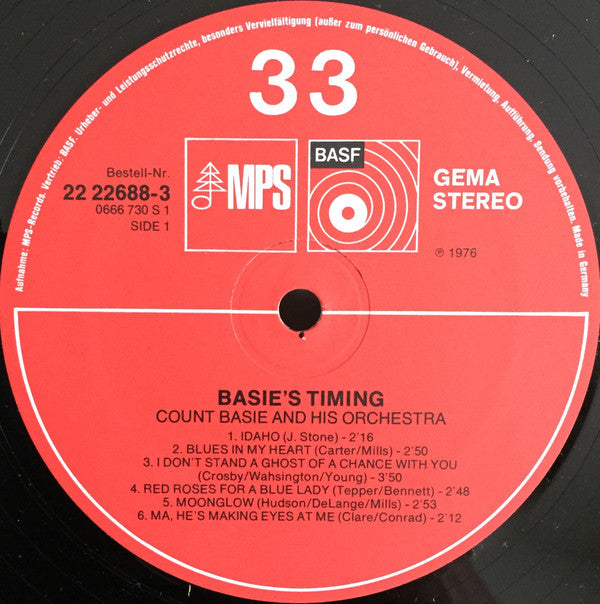 Aufnahme: MPS-Records. Vertrieb: BASF. Urheber- und Leistungsschutzrechte, besonders Vervielfältigung (außer zum persönlichen Gebrauch), Vermietung, Aufführung, Sendung vorbehalten. Made in Germany
33
MPS
BASF
Bestell-Nr.
22 22688-3
0666 730 S 1
SIDE 1
GEMA
STEREO
℗ 1976
BASIE'S TIMING
COUNT BASIE AND HIS ORCHESTRA
1. IDAHO (J. Stone) - 2'16
2. BLUES IN MY HEART (Carter/Mills) - 2'50
3. I DON'T STAND A GHOST OF A CHANCE WITH YOU
(Crosby/Wahsington/Young) - 3'50
4. RED ROSES FOR A BLUE LADY (Tepper/Bennett) - 2'48
5. MOONGLOW (Hudson/DeLange/Mills) - 2'53
6. MA, HE'S MAKING EYES AT ME (Clare/Conrad) - 2'12